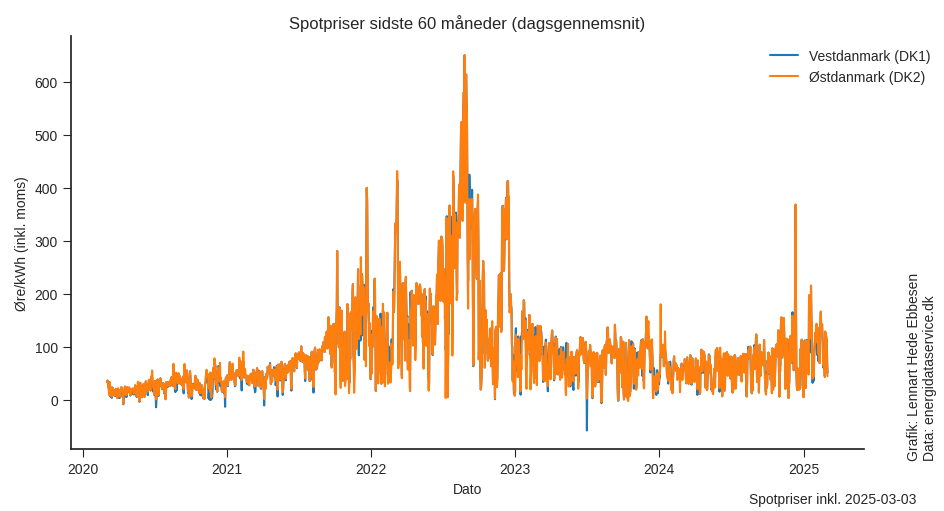 Spotpriser sidste 60 måneder (dagsgennemsnit)
Vestdanmark (DK1)
Østdanmark (DK2)
Øre/kWh (inkl. moms)
600
500
400
300
200
100
0
2020 2021 2022 2023 2024 2025
Dato
Grafik: Lennart Hede Ebbesen
Data: energidataservice.dk
Spotpriser inkl. 2025-03-03